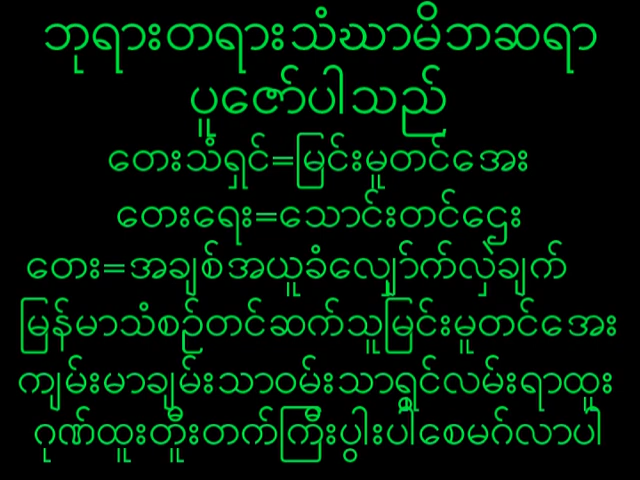 ဘုရားတရားသံဃာမိဘဆရာ
ပူဇော်ပါသည်
တေးသံရှင်=မြင်းမူတင်အေး
တေးရေး=သောင်းတင်ဌေး
တေး=အချစ်အယူခံလျှော်က်လှဲချက်
မြန်မာသံစဉ်တင်ဆက်သူမြင်းမူတင်အေး
ကျမ်းမာချမ်းသာဝမ်းသာရွှင်လမ်းရာထူး
ဂုဏ်ထူးတိူးတက်ကြီးပွါးပါစေမဂ်လာပါ